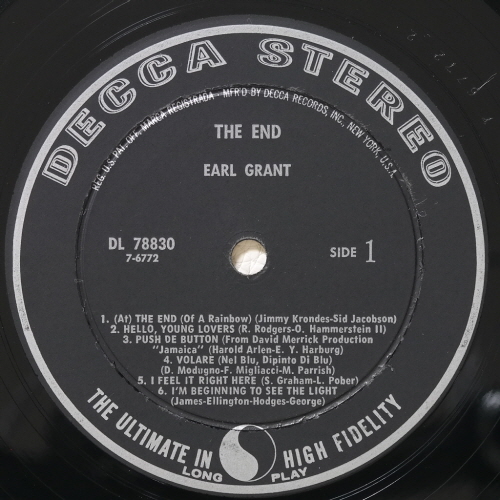 DECCA STEREO
REG. U.S. PAT. OFF. MARCA REGISTRADA - MFR'D BY DECCA RECORDS, INC., NEW YORK, U.S.A.
THE END
EARL GRANT
DL 78830
7-6772
SIDE 1
1. (At) THE END (Of A Rainbow) (Jimmy Krondes-Sid Jacobson)
2. HELLO, YOUNG LOVERS (R. Rodgers-O. Hammerstein II)
3. PUSH DE BUTTON (From David Merrick Production
"Jamaica" (Harold Arlen-E. Y. Harburg)
4. VOLARE (Nel Blu, Dipinto Di Blu)
(D. Modugno-F. Migliacci-M. Parrish)
5. I FEEL IT RIGHT HERE (S. Graham-L. Pober)
6. I'M BEGINNING TO SEE THE LIGHT
(James-Ellington-Hodges-George)
THE ULTIMATE IN HIGH FIDELITY
LONG PLAY